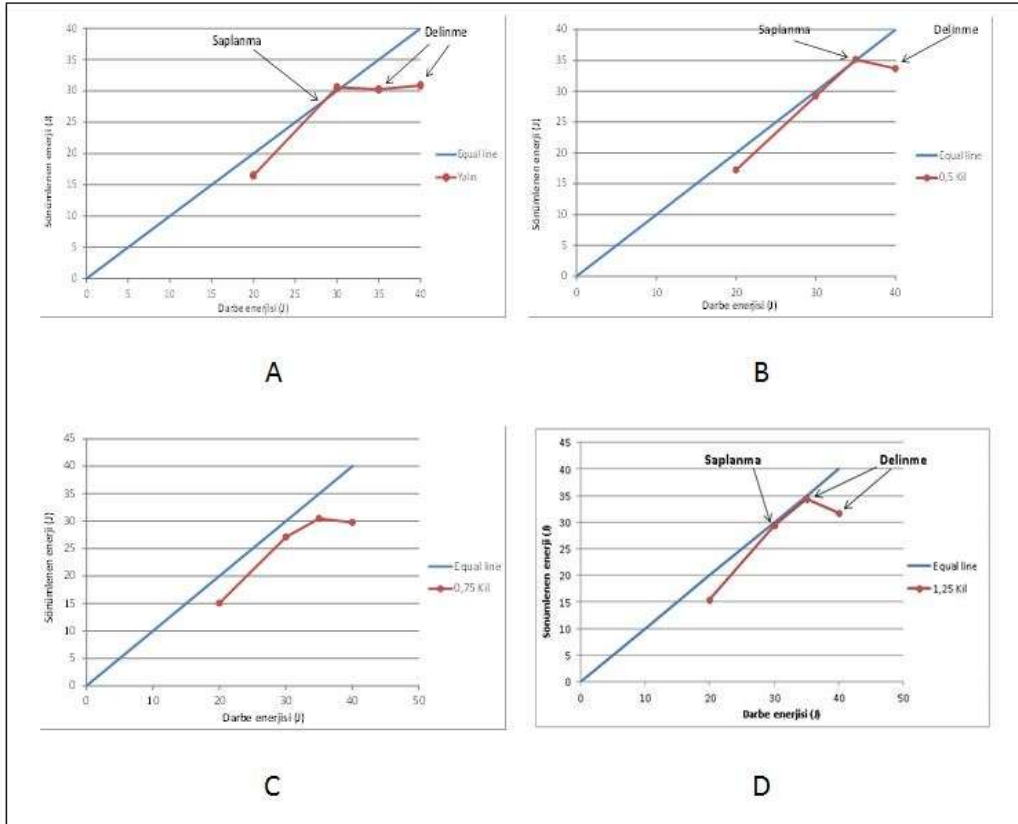 Saplanma
Delinme
Sönümlenen enerji (J)
40
35
30
25
20
15
10
5
0
0 5 10 15 20 25 30 35 40
Darbe enerjisi (J)
Equal line
Yalın
A
Saplanma
Delinme
Sönümlenen enerji (J)
40
35
30
25
20
15
10
5
0
0 10 20 30 40
Darbe enerjisi (J)
Equal line
0,5 Kil
B
Sönümlenen enerji (J)
45
40
35
30
25
20
15
10
5
0
0 10 20 30 40 50
Darbe enerjisi (J)
Equal line
0,75 Kil
C
Saplanma
Delinme
Sönümlenen enerji (J)
45
40
35
30
25
20
15
10
5
0
0 10 20 30 40 50
Darbe enerjisi (J)
Equal line
1,25 Kil
D